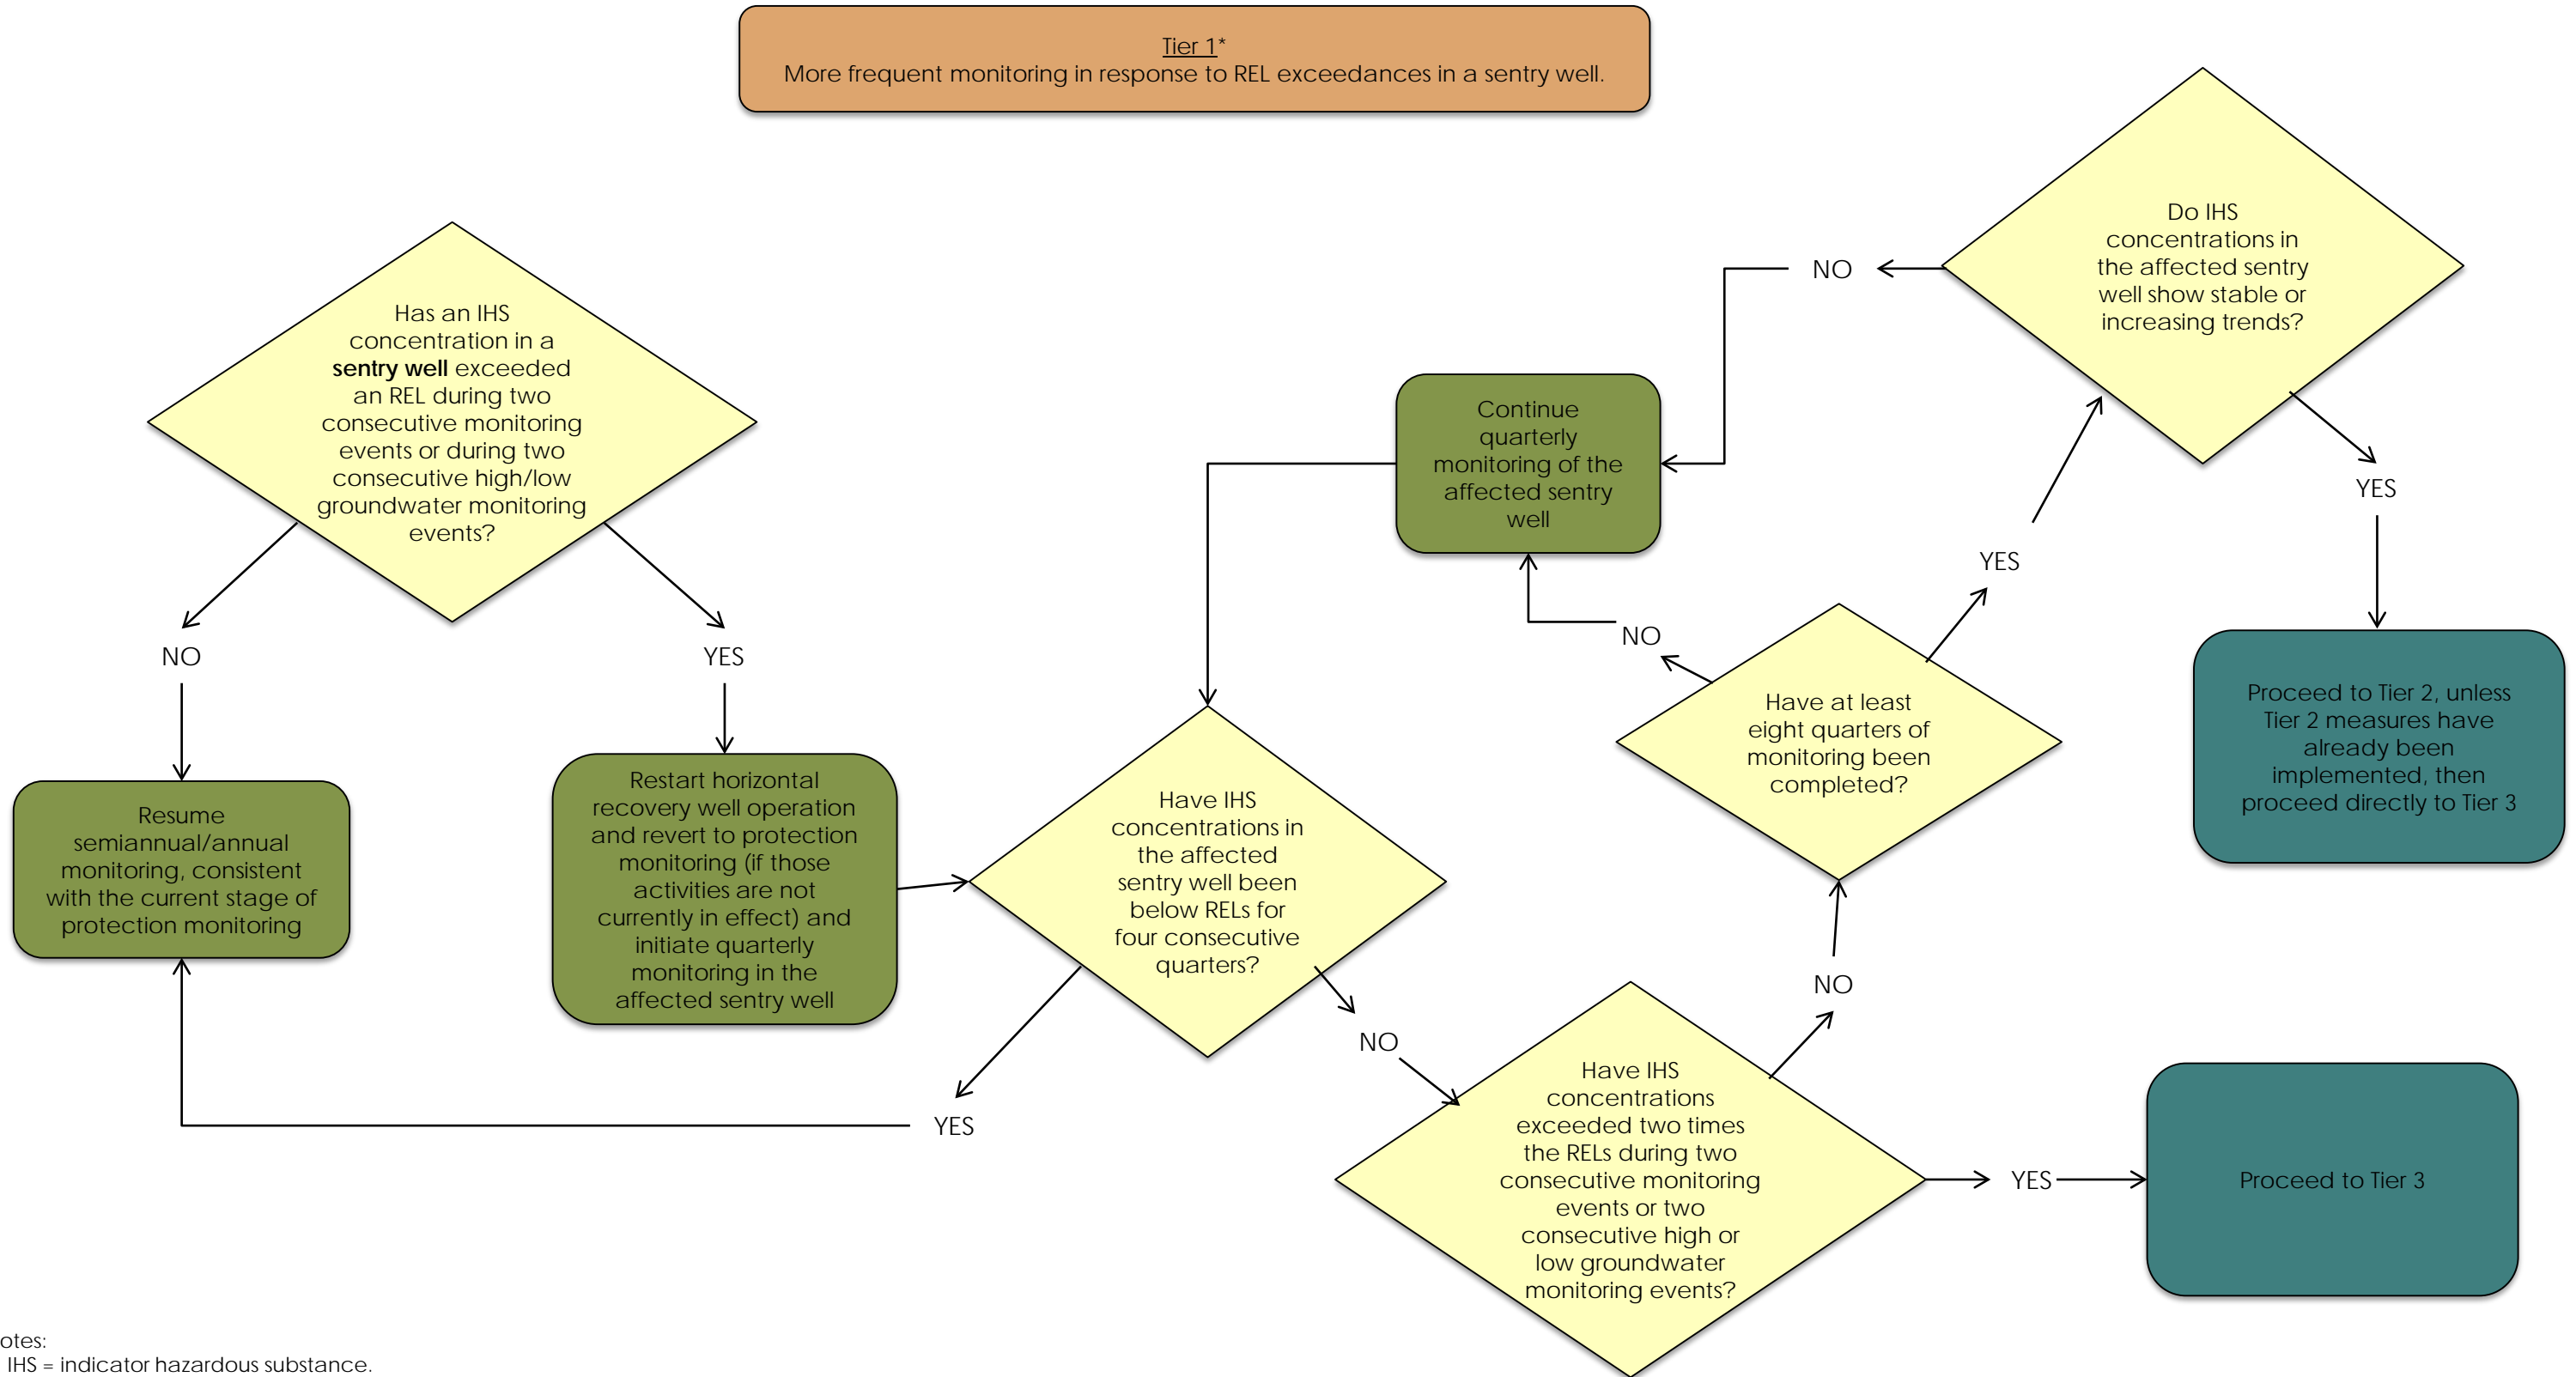 Tier 1*
More frequent monitoring in response to REL exceedances in a sentry well.
Has an IHS
concentration in a
sentry well exceeded
an REL during two
consecutive monitoring
events or during two
consecutive high/low
groundwater monitoring
events?
NO
YES
Resume
semiannual/annual
monitoring, consistent
with the current stage of
protection monitoring
Restart horizontal
recovery well operation
and revert to protection
monitoring (if those
activities are not
currently in effect) and
initiate quarterly
monitoring in the
affected sentry well
Have IHS
concentrations in
the affected
sentry well been
below RELs for
four consecutive
quarters?
YES
NO
Have IHS
concentrations
exceeded two times
the RELs during two
consecutive monitoring
events or two
consecutive high or
low groundwater
monitoring events?
YES
Proceed to Tier 3
NO
Have at least
eight quarters of
monitoring been
completed?
NO
Continue
quarterly
monitoring of the
affected sentry
well
YES
Do IHS
concentrations in
the affected sentry
well show stable or
increasing trends?
NO
YES
Proceed to Tier 2, unless
Tier 2 measures have
already been
implemented, then
proceed directly to Tier 3
otes:
IHS = indicator hazardous substance.